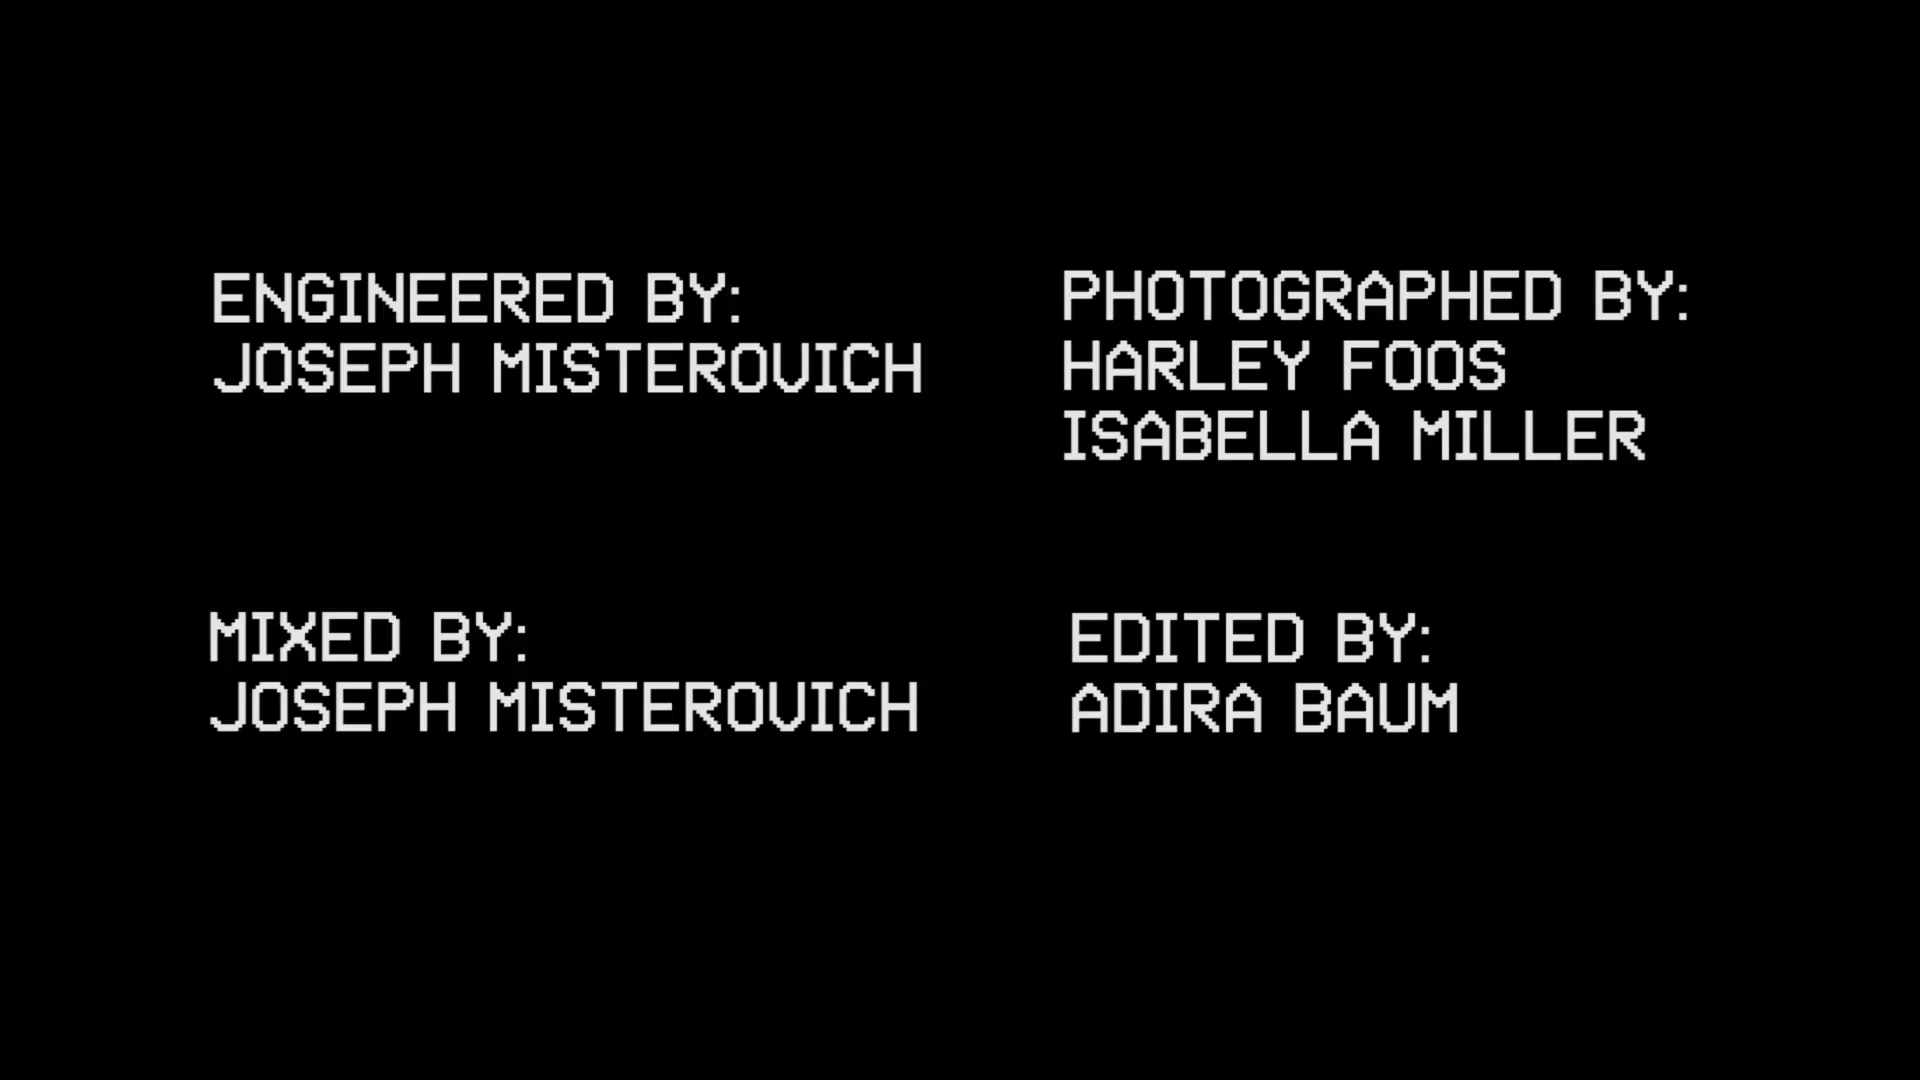 ENGINEERED BY:
JOSEPH MISTEROVICH
PHOTOGRAPHED BY:
HARLEY FOOS
ISABELLA MILLER
MIXED BY:
JOSEPH MISTEROVICH
EDITED BY:
ADIRA BAUM